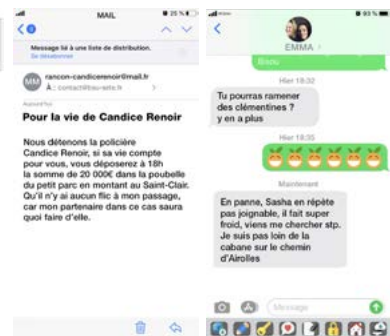 MAIL
25 %
Message lié à une liste de distribution.
Se désabonner
MM
rancon-candicerenoir@mail.fr
À : contact@bsu-sete.fr
Aujourd'hui
Pour la vie de Candice Renoir
Nous détenons la policière
Candice Renoir, si sa vie compte
pour vous, vous déposerez à 18h
la somme de 20 000€ dans la poubelle
du petit parc en montant au Saint-Clair.
Qu'il n'y ai aucun flic à mon passage,
car mon partenaire dans ce cas saura
quoi faire d'elle.
93 %
EMMA
Bisou
Hier 18:32
Tu pourras ramener
des clémentines ?
y en a plus
Hier 18:35
Maintenant
En panne, Sasha en répète
pas joignable, il fait super
froid, viens me chercher stp.
Je suis pas loin de la
cabane sur le chemin
d'Airolles
Message